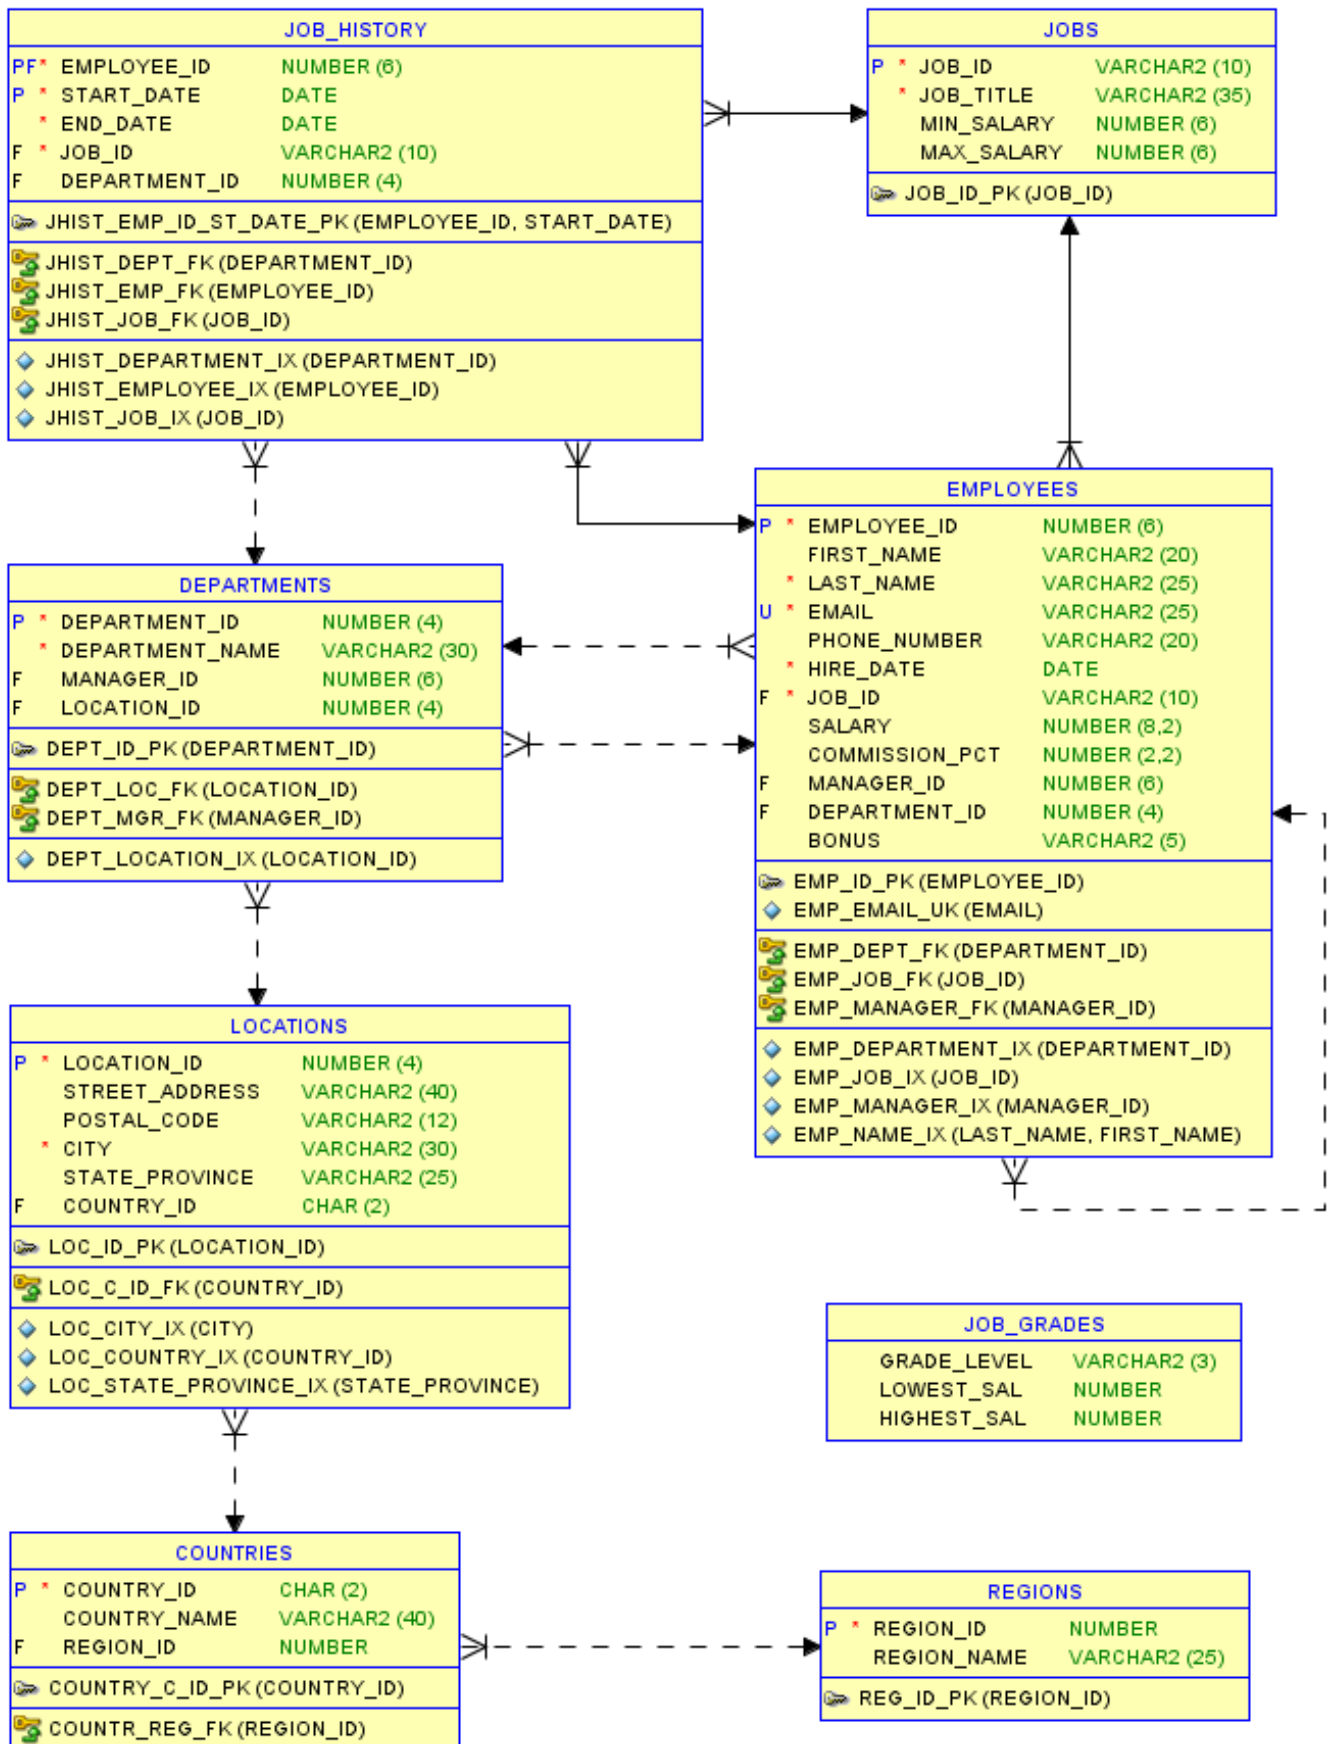 JOB_HISTORY
PF* EMPLOYEE_ID NUMBER (6)
P * START_DATE DATE
* END_DATE DATE
F * JOB_ID VARCHAR2 (10)
F DEPARTMENT_ID NUMBER (4)
JHIST_EMP_ID_ST_DATE_PK (EMPLOYEE_ID, START_DATE)
JHIST_DEPT_FK (DEPARTMENT_ID)
JHIST_EMP_FK (EMPLOYEE_ID)
JHIST_JOB_FK (JOB_ID)
JHIST_DEPARTMENT_IX (DEPARTMENT_ID)
JHIST_EMPLOYEE_IX (EMPLOYEE_ID)
JHIST_JOB_IX (JOB_ID)
JOBS
P * JOB_ID VARCHAR2 (10)
* JOB_TITLE VARCHAR2 (35)
MIN_SALARY NUMBER (6)
MAX_SALARY NUMBER (6)
JOB_ID_PK (JOB_ID)
EMPLOYEES
P * EMPLOYEE_ID NUMBER (6)
FIRST_NAME VARCHAR2 (20)
* LAST_NAME VARCHAR2 (25)
U * EMAIL VARCHAR2 (25)
PHONE_NUMBER VARCHAR2 (20)
* HIRE_DATE DATE
F * JOB_ID VARCHAR2 (10)
SALARY NUMBER (8,2)
COMMISSION_PCT NUMBER (2,2)
F MANAGER_ID NUMBER (6)
F DEPARTMENT_ID NUMBER (4)
BONUS VARCHAR2 (5)
EMP_ID_PK (EMPLOYEE_ID)
EMP_EMAIL_UK (EMAIL)
EMP_DEPT_FK (DEPARTMENT_ID)
EMP_JOB_FK (JOB_ID)
EMP_MANAGER_FK (MANAGER_ID)
EMP_DEPARTMENT_IX (DEPARTMENT_ID)
EMP_JOB_IX (JOB_ID)
EMP_MANAGER_IX (MANAGER_ID)
EMP_NAME_IX (LAST_NAME, FIRST_NAME)
DEPARTMENTS
P * DEPARTMENT_ID NUMBER (4)
* DEPARTMENT_NAME VARCHAR2 (30)
F MANAGER_ID NUMBER (6)
F LOCATION_ID NUMBER (4)
DEPT_ID_PK (DEPARTMENT_ID)
DEPT_LOC_FK (LOCATION_ID)
DEPT_MGR_FK (MANAGER_ID)
DEPT_LOCATION_IX (LOCATION_ID)
LOCATIONS
P * LOCATION_ID NUMBER (4)
STREET_ADDRESS VARCHAR2 (40)
POSTAL_CODE VARCHAR2 (12)
* CITY VARCHAR2 (30)
STATE_PROVINCE VARCHAR2 (25)
F COUNTRY_ID CHAR (2)
LOC_ID_PK (LOCATION_ID)
LOC_C_ID_FK (COUNTRY_ID)
LOC_CITY_IX (CITY)
LOC_COUNTRY_IX (COUNTRY_ID)
LOC_STATE_PROVINCE_IX (STATE_PROVINCE)
JOB_GRADES
GRADE_LEVEL VARCHAR2 (3)
LOWEST_SAL NUMBER
HIGHEST_SAL NUMBER
COUNTRIES
P * COUNTRY_ID CHAR (2)
COUNTRY_NAME VARCHAR2 (40)
F REGION_ID NUMBER
COUNTRY_C_ID_PK (COUNTRY_ID)
COUNTR_REG_FK (REGION_ID)
REGIONS
P * REGION_ID NUMBER
REGION_NAME VARCHAR2 (25)
REG_ID_PK (REGION_ID)